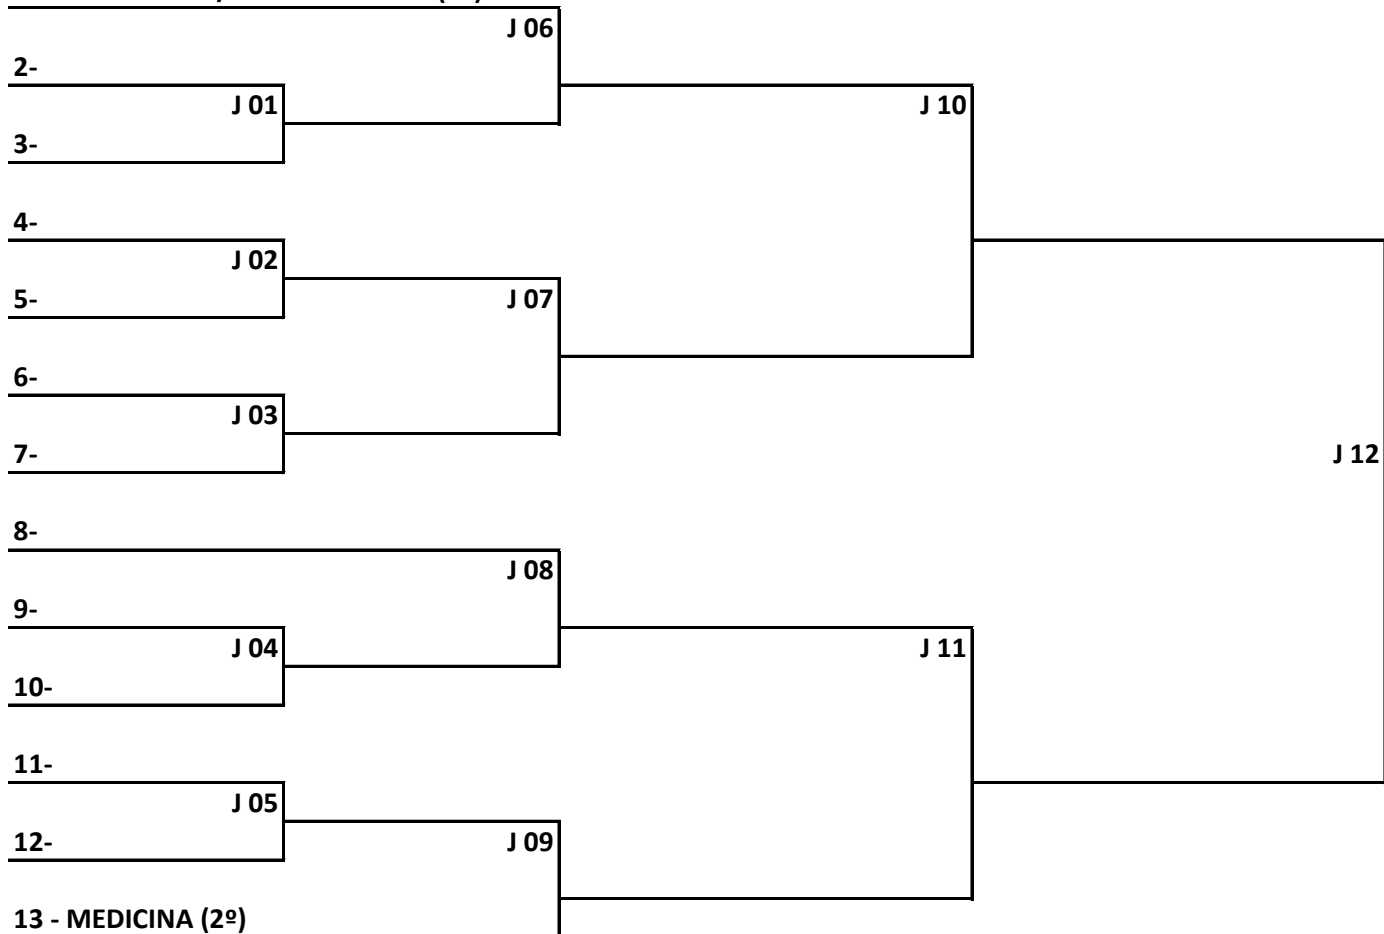 J 06
2-
J 01
J 10
3-
4-
J 02
5-
J 07
6-
J 03
7-
J 12
8-
J 08
9-
J 04
J 11
10-
11-
J 05
12-
J 09
13 - MEDICINA (2º)